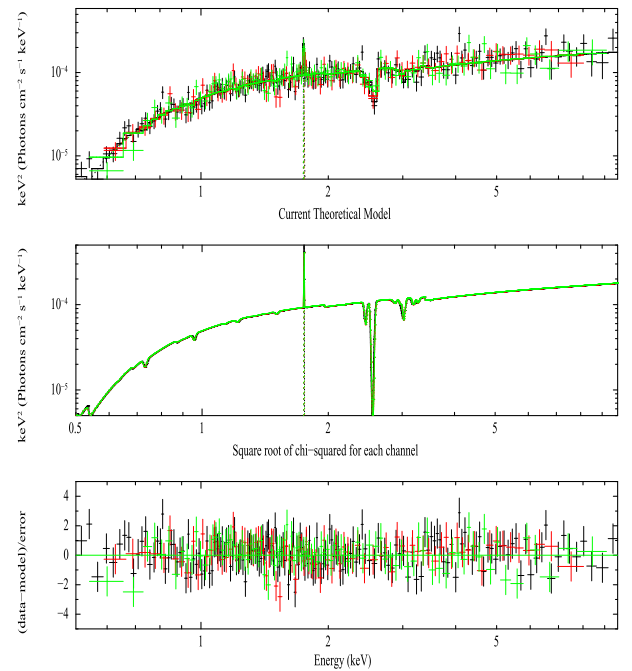 keV² (Photons cm⁻² s⁻¹ keV⁻¹)
10⁻⁴
10⁻⁵
1 2 5
Current Theoretical Model
keV² (Photons cm⁻² s⁻¹ keV⁻¹)
10⁻⁴
10⁻⁵
0.5 1 2 5
Square root of chi−squared for each channel
(data−model)/error
4
2
0
−2
−4
1 2 5
Energy (keV)